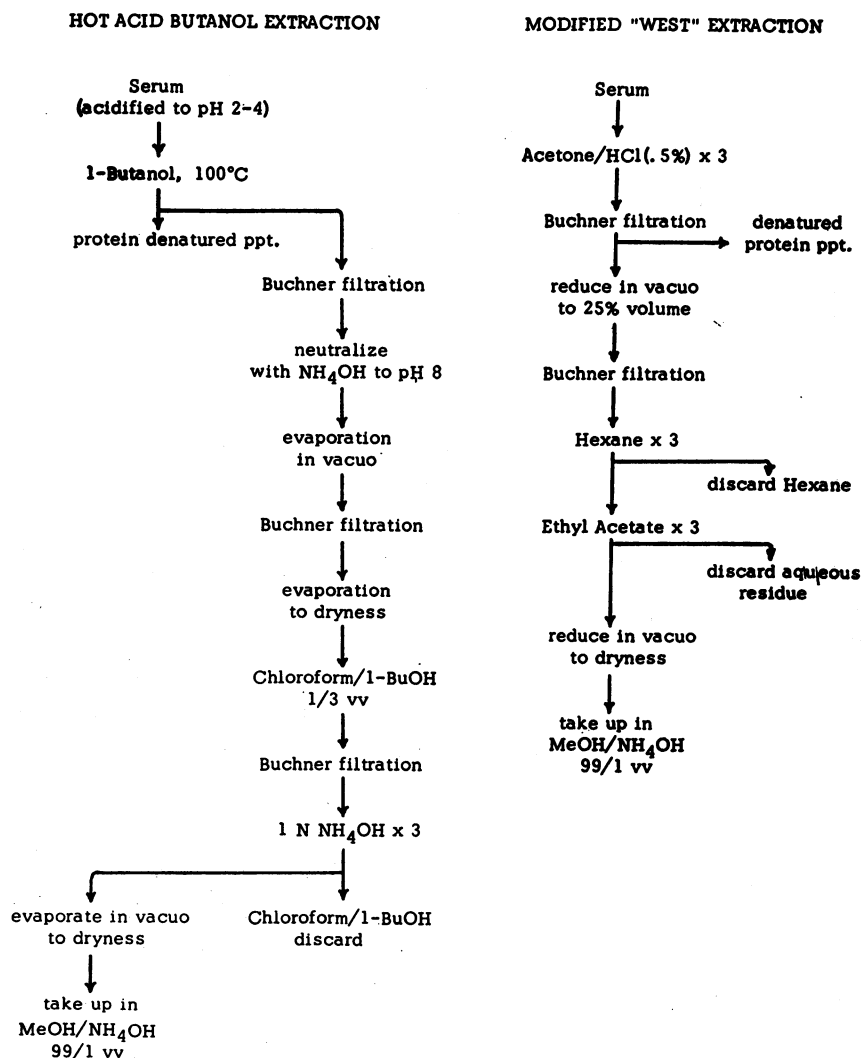 HOT ACID BUTANOL EXTRACTION
Serum
(acidified to pH 2-4)
1-Butanol, 100°C
protein denatured ppt.
Buchner filtration
neutralize
with NH₄OH to pH 8
evaporation
in vacuo
Buchner filtration
evaporation
to dryness
Chloroform/1-BuOH
1/3 vv
Buchner filtration
1 N NH₄OH x 3
evaporate in vacuo
to dryness
Chloroform/1-BuOH
discard
take up in
MeOH/NH₄OH
99/1 vv
MODIFIED "WEST" EXTRACTION
Serum
Acetone/HCl(.5%) x 3
Buchner filtration
denatured
protein ppt.
reduce in vacuo
to 25% volume
Buchner filtration
Hexane x 3
discard Hexane
Ethyl Acetate x 3
discard aqueous
residue
reduce in vacuo
to dryness
take up in
MeOH/NH₄OH
99/1 vv